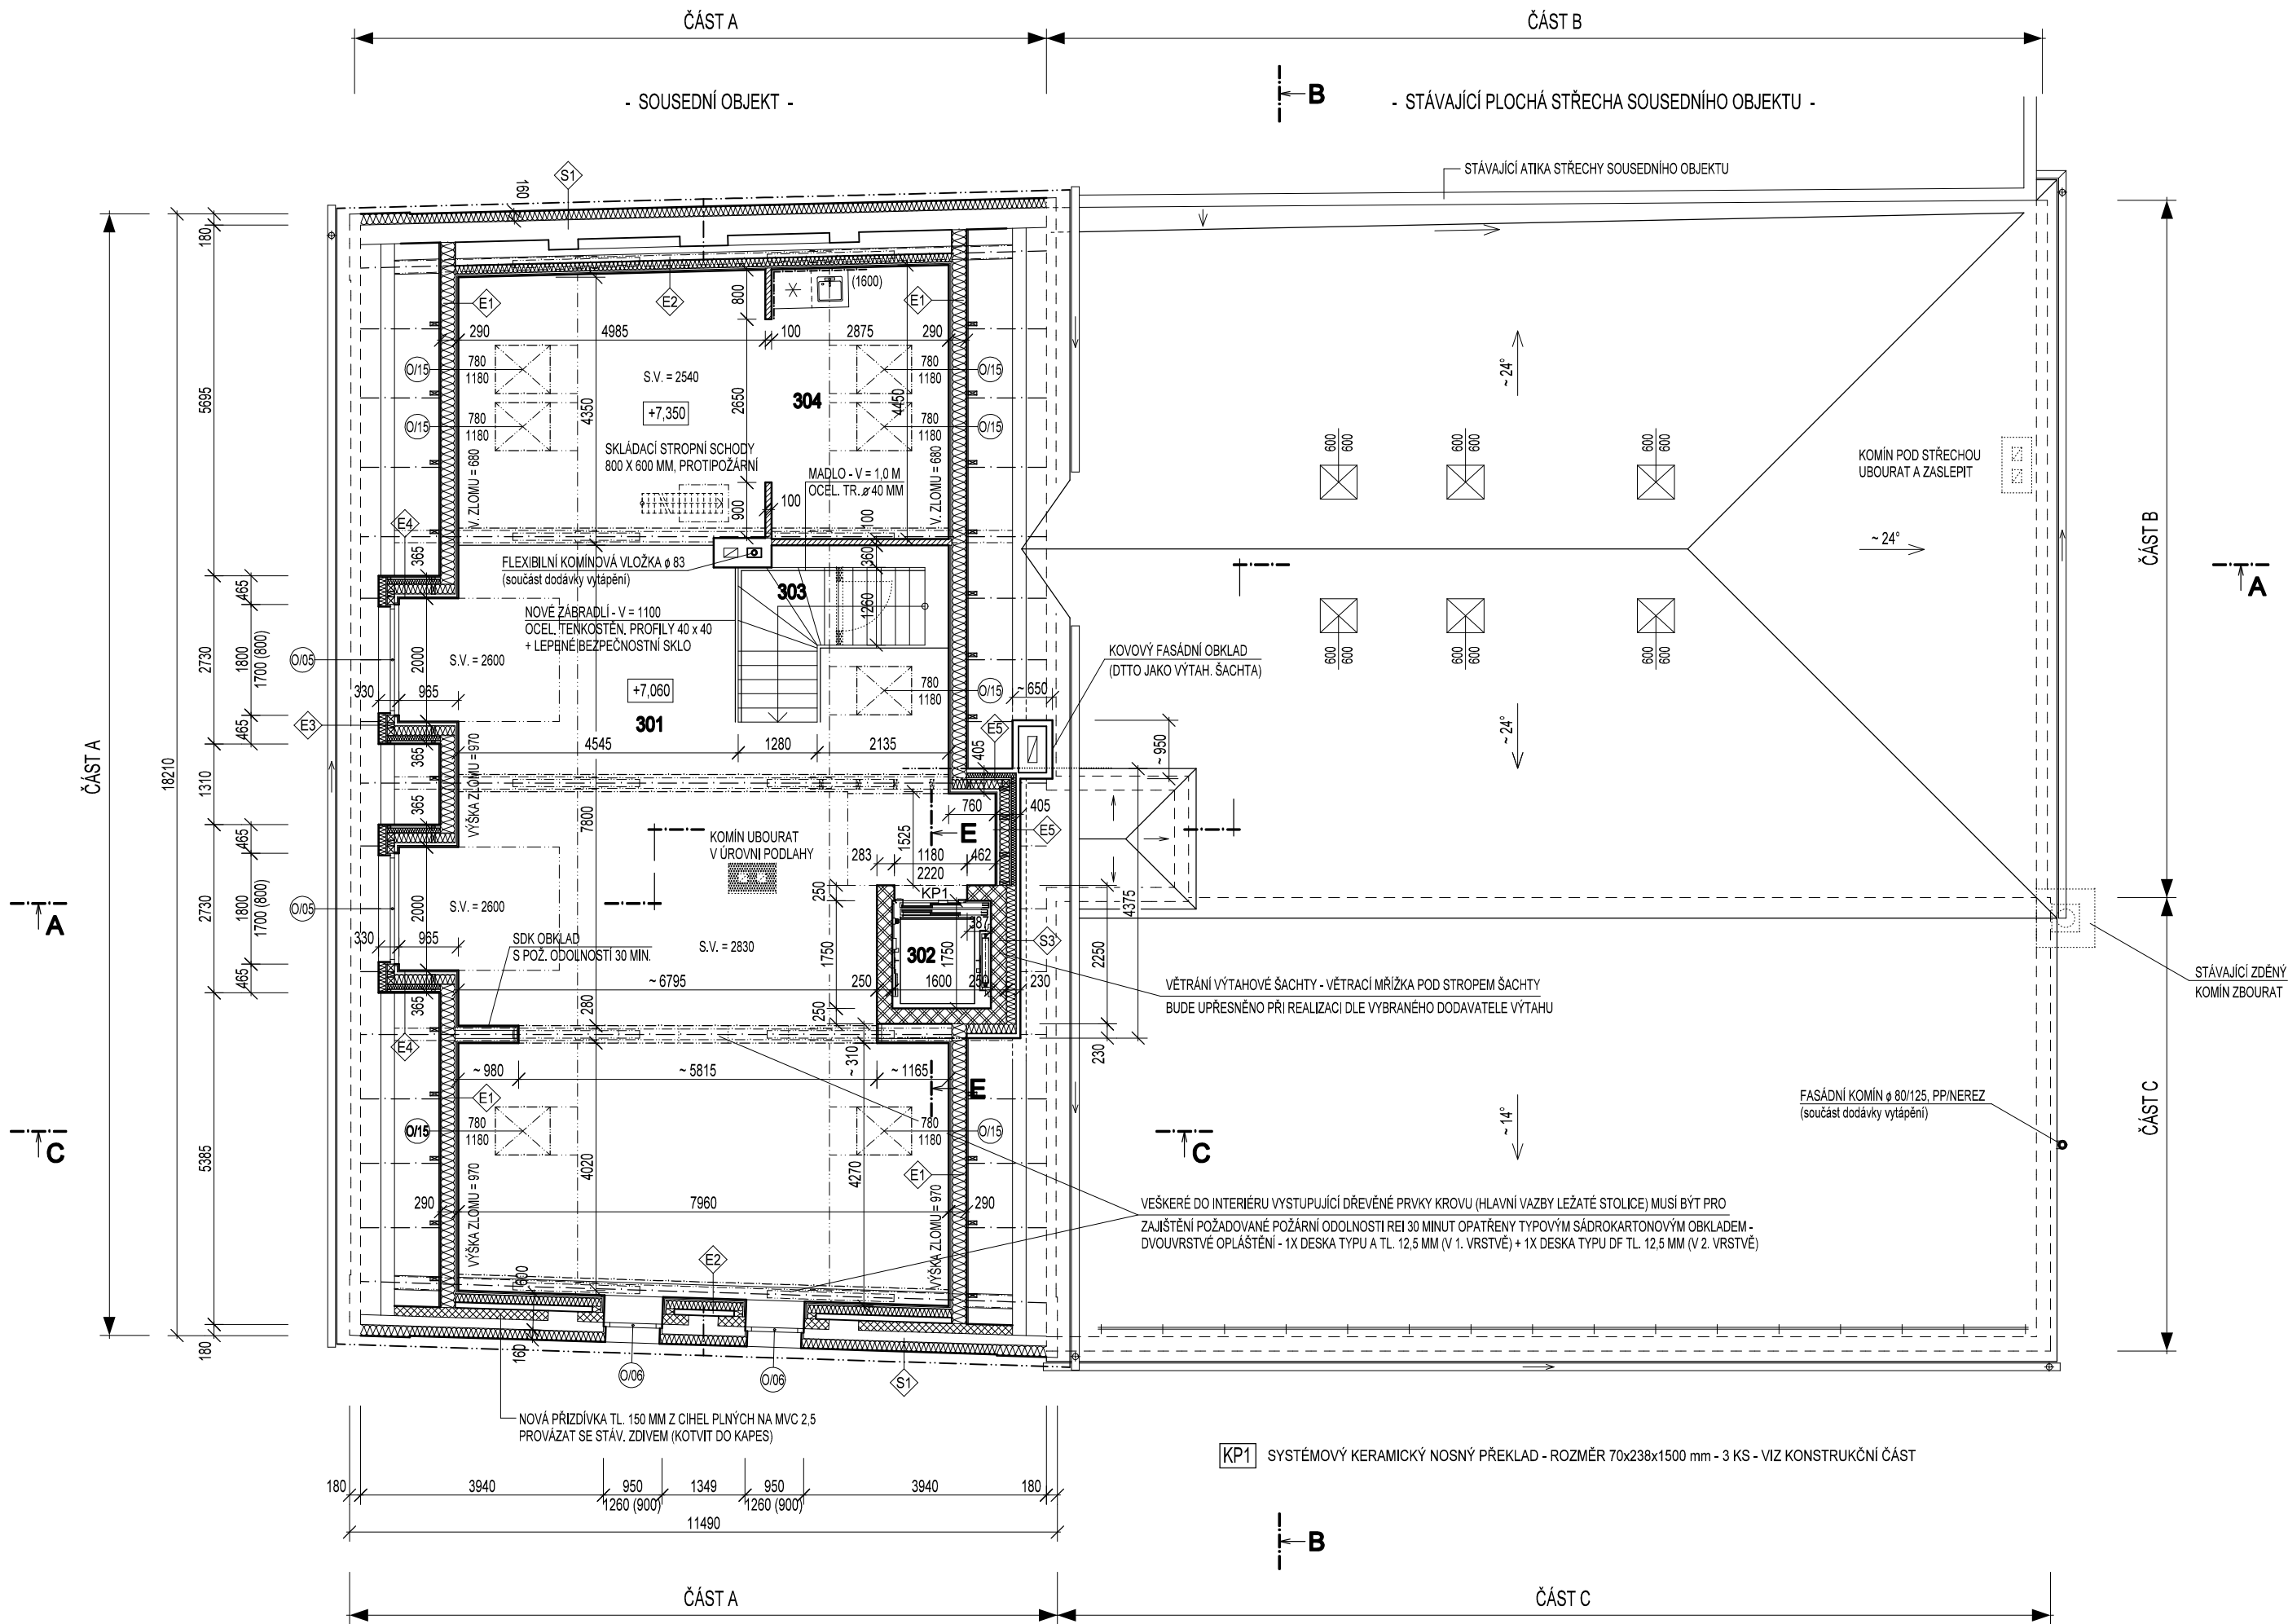 ČÁST A
ČÁST B
- SOUSEDNÍ OBJEKT -
B
- STÁVAJÍCÍ PLOCHÁ STŘECHA SOUSEDNÍHO OBJEKTU -
STÁVAJÍCÍ ATIKA STŘECHY SOUSEDNÍHO OBJEKTU
S1
160
180
E1
E2
800
(1600)
E1
290
4985
100
2875
290
O/15
780
1180
S.V. = 2540
780
1180
O/15
~ 24°
5695
4350
+7,350
2650
304
4450
O/15
780
1180
780
1180
O/15
600
600
600
600
600
600
V. ZLOMU = 680
SKLÁDACÍ STROPNÍ SCHODY
800 X 600 MM, PROTIPOŽÁRNÍ
MADLO - V = 1,0 M
OCEL. TR. ø 40 MM
V. ZLOMU = 680
KOMÍN POD STŘECHOU
UBOURAT A ZASLEPIT
900
100
100
E4
365
360
~ 24°
ČÁST B
A
FLEXIBILNÍ KOMÍNOVÁ VLOŽKA ø 83
(součást dodávky vytápění)
303
1260
465
2730
1800
1700 (800)
465
NOVÉ ZÁBRADLÍ - V = 1100
OCEL. TENKOSTĚN. PROFILY 40 x 40
+ LEPENÉ BEZPEČNOSTNÍ SKLO
O/05
2000
S.V. = 2600
330
965
+7,060
301
780
1180
O/15
~ 650
KOVOVÝ FASÁDNÍ OBKLAD
(DTTO JAKO VÝTAH. ŠACHTA)
600
600
600
600
600
600
E3
E5
~ 24°
~ 950
4545
1280
2135
405
365
ČÁST A
18210
1310
VÝŠKA ZLOMU = 970
7800
365
760
405
1525
E
E5
KOMÍN UBOURAT
V ÚROVNI PODLAHY
283
1180
462
2220
465
2730
1800
1700 (800)
465
KP1
250
4375
A
O/05
2000
S.V. = 2600
330
965
SDK OBKLAD
S POŽ. ODOLNOSTÍ 30 MIN.
S.V. = 2830
387
302
1750
1750
S3
2250
250
1600
250
230
~ 6795
VĚTRÁNÍ VÝTAHOVÉ ŠACHTY - VĚTRACÍ MŘÍŽKA POD STROPEM ŠACHTY
BUDE UPŘESNĚNO PŘI REALIZACI DLE VYBRANÉHO DODAVATELE VÝTAHU
STÁVAJÍCÍ ZDĚNÝ
KOMÍN ZBOURAT
365
280
250
E4
230
~ 310
~ 980
~ 5815
~ 1165
E
E1
O/15
780
1180
780
1180
O/15
C
C
~ 14°
FASÁDNÍ KOMÍN ø 80/125, PP/NEREZ
(součást dodávky vytápění)
ČÁST C
5385
4020
4270
E1
VÝŠKA ZLOMU = 970
VÝŠKA ZLOMU = 970
290
7960
290
VEŠKERÉ DO INTERIÉRU VYSTUPUJÍCÍ DŘEVĚNÉ PRVKY KROVU (HLAVNÍ VAZBY LEŽATÉ STOLICE) MUSÍ BÝT PRO
ZAJIŠTĚNÍ POŽADOVANÉ POŽÁRNÍ ODOLNOSTI REI 30 MINUT OPATŘENY TYPOVÝM SÁDROKARTONOVÝM OBKLADEM -
DVOUVRSTVÉ OPLÁŠTĚNÍ - 1X DESKA TYPU A TL. 12,5 MM (V 1. VRSTVĚ) + 1X DESKA TYPU DF TL. 12,5 MM (V 2. VRSTVĚ)
E2
600
180
160
O/06
O/06
S1
NOVÁ PŘIZDÍVKA TL. 150 MM Z CIHEL PLNÝCH NA MVC 2,5
PROVÁZAT SE STÁV. ZDIVEM (KOTVIT DO KAPES)
KP1 SYSTÉMOVÝ KERAMICKÝ NOSNÝ PŘEKLAD - ROZMĚR 70x238x1500 mm - 3 KS - VIZ KONSTRUKČNÍ ČÁST
180
3940
950
1349
950
3940
180
1260 (900)
1260 (900)
11490
B
ČÁST A
ČÁST C